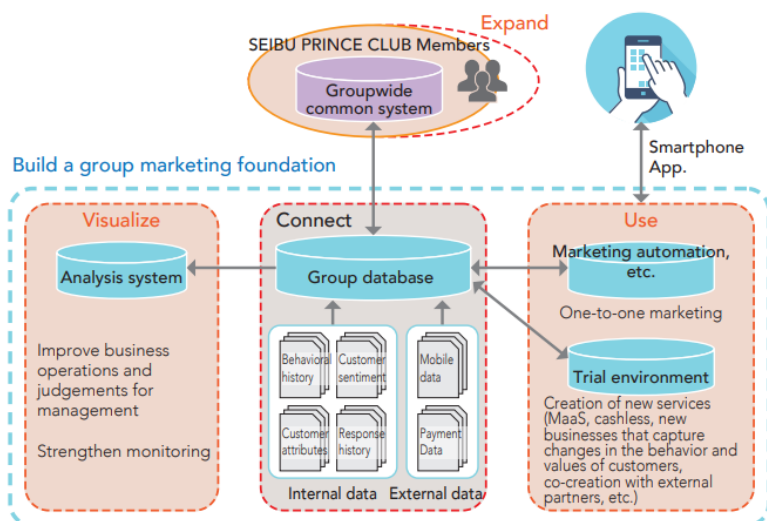 Expand
SEIBU PRINCE CLUB Members
Groupwide
common system
Smartphone
App.
Build a group marketing foundation
Visualize
Analysis system
Improve business
operations and
judgements for
management
Strengthen monitoring
Connect
Group database
Behavioral
history
Customer
sentiment
Customer
attributes
Response
history
Internal data
Mobile
data
Payment
Data
External data
Use
Marketing automation,
etc.
One-to-one marketing
Trial environment
Creation of new services
(MaaS, cashless, new
businesses that capture
changes in the behavior and
values of customers,
co-creation with external
partners, etc.)